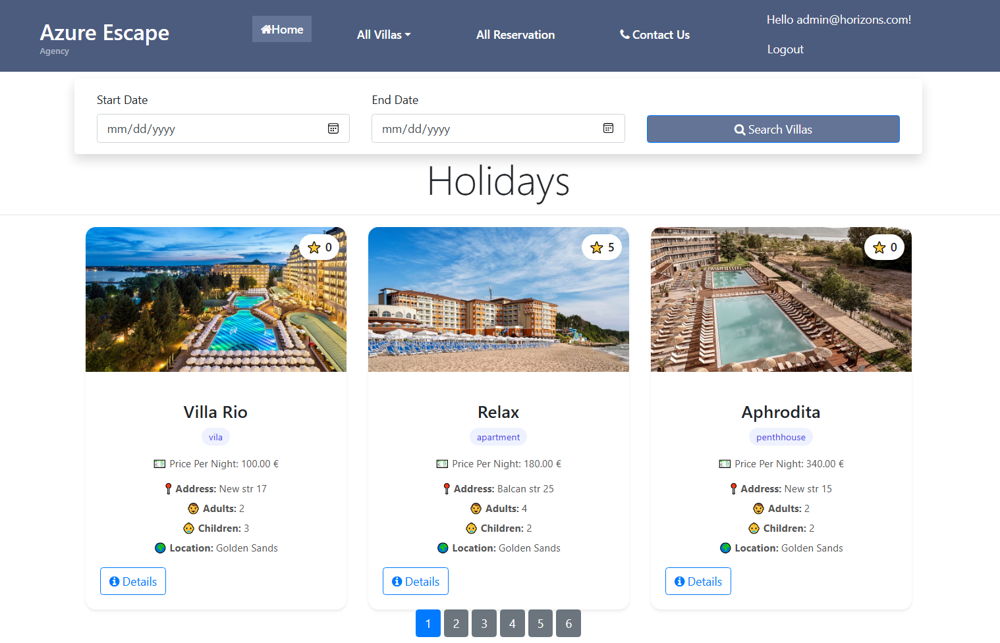 Azure Escape
Agency
Home
All Villas
All Reservation
Contact Us
Hello admin@horizons.com!
Logout
Start Date
End Date
mm/dd/yyyy
mm/dd/yyyy
Search Villas
Holidays
0
5
0
Villa Rio
vila
Price Per Night: 100.00 €
Address: New str 17
Adults: 2
Children: 3
Location: Golden Sands
Details
Relax
apartment
Price Per Night: 180.00 €
Address: Balcan str 25
Adults: 4
Children: 2
Location: Golden Sands
Details
Aphrodita
penthhouse
Price Per Night: 340.00 €
Address: New str 15
Adults: 2
Children: 2
Location: Golden Sands
Details
1 2 3 4 5 6